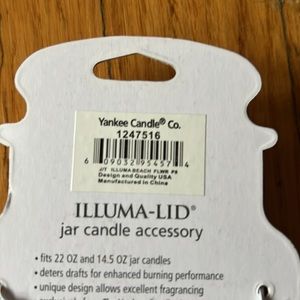 Yankee Candle® Co.
1247516
6 09032 95457 4
J/T ILLUMA BEACH FLWR PS
Design and Quality USA
Manufactured in China
ILLUMA-LID®
jar candle accessory
• fits 22 OZ and 14.5 OZ jar candles
• deters drafts for enhanced burning performance
• unique design allows excellent fragrancing